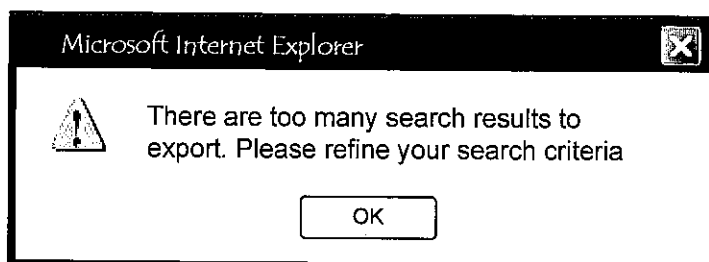 Microsoft Internet Explorer
There are too many search results to
export. Please refine your search criteria
OK